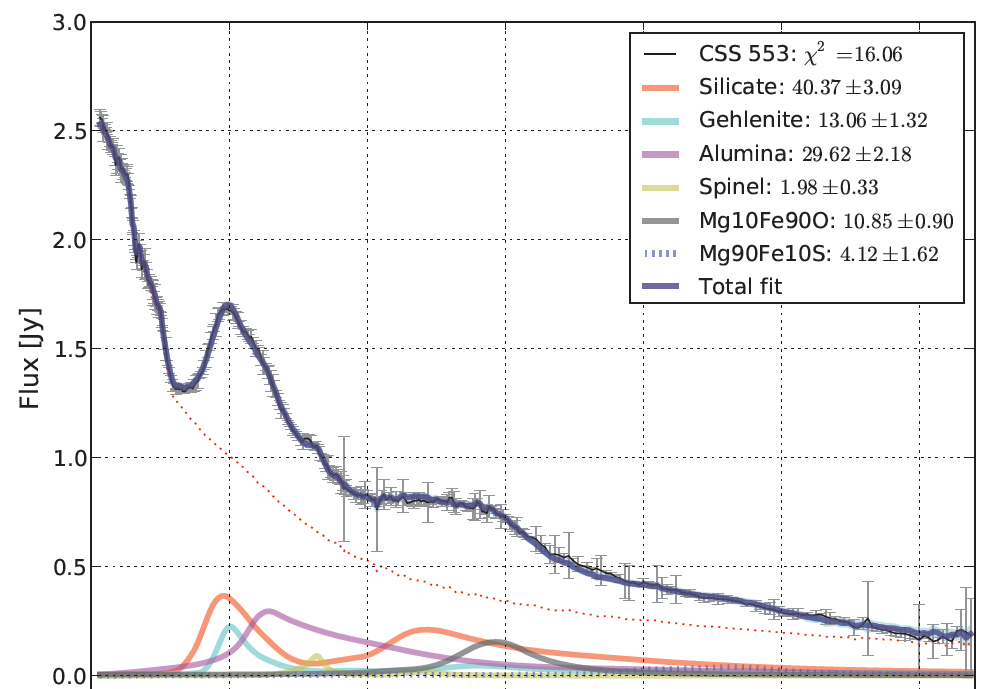 3.0
2.5
2.0
1.5
1.0
0.5
0.0
Flux [Jy]
CSS 553: χ² =16.06
Silicate: 40.37 ±3.09
Gehlenite: 13.06 ±1.32
Alumina: 29.62 ±2.18
Spinel: 1.98 ±0.33
Mg10Fe90O: 10.85 ±0.90
Mg90Fe10S: 4.12 ±1.62
Total fit